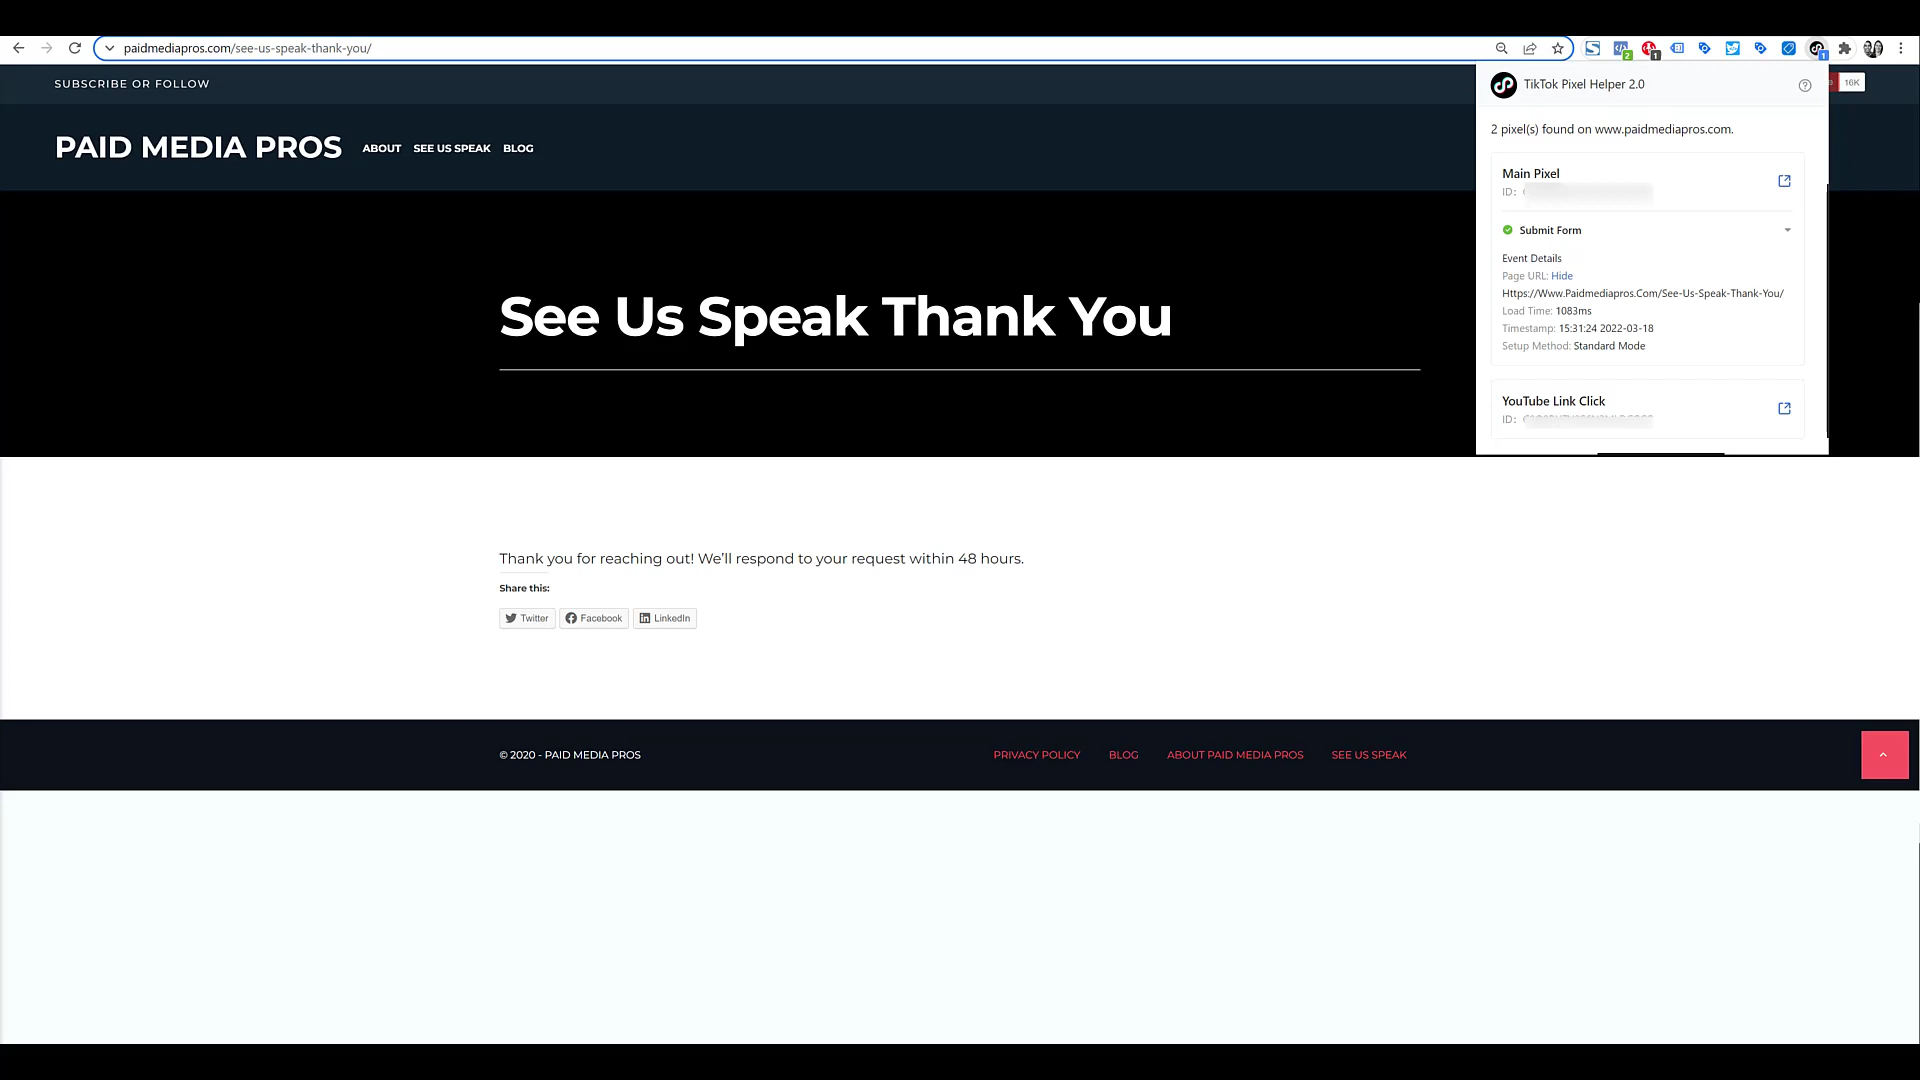 paidmediapros.com/see-us-speak-thank-you/
2
1
1
SUBSCRIBE OR FOLLOW
16K
PAID MEDIA PROS
ABOUT SEE US SPEAK BLOG
TikTok Pixel Helper 2.0
2 pixel(s) found on www.paidmediapros.com.
Main Pixel
ID:
Submit Form
Event Details
Page URL: Hide
Https://Www.Paidmediapros.Com/See-Us-Speak-Thank-You/
Load Time: 1083ms
Timestamp: 15:31:24 2022-03-18
Setup Method: Standard Mode
YouTube Link Click
ID:
See Us Speak Thank You
Thank you for reaching out! We’ll respond to your request within 48 hours.
Share this:
Twitter Facebook LinkedIn
© 2020 - PAID MEDIA PROS
PRIVACY POLICY BLOG ABOUT PAID MEDIA PROS SEE US SPEAK